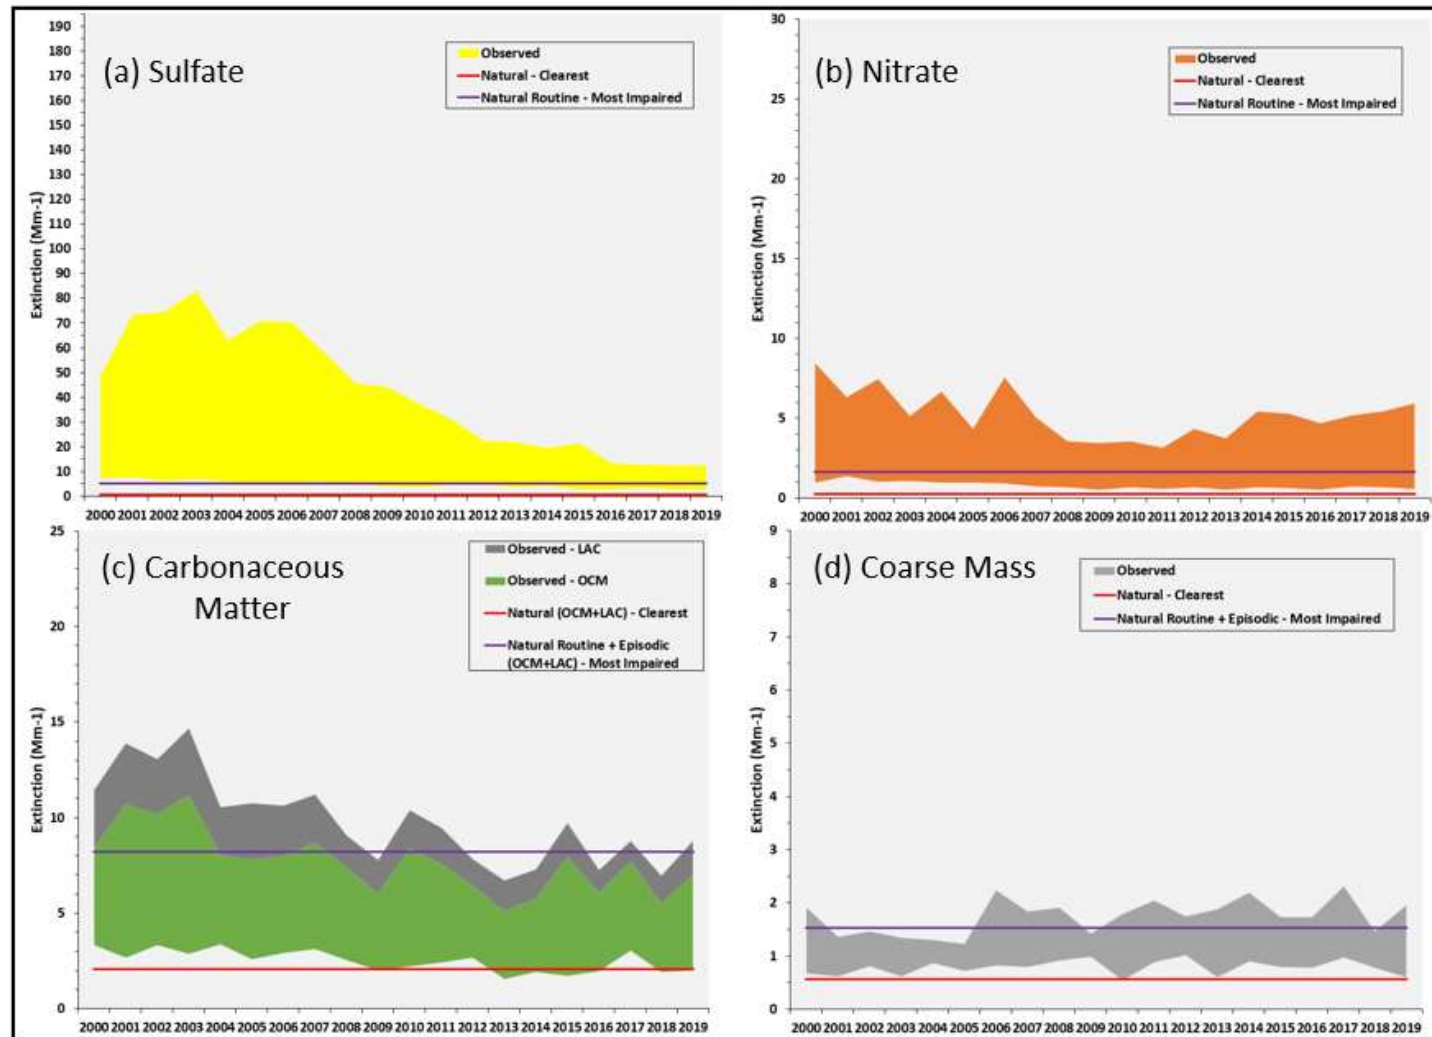 (a) Sulfate
Observed
Natural - Clearest
Natural Routine - Most Impaired
Extinction (Mm-1)
190
180
170
160
150
140
130
120
110
100
90
80
70
60
50
40
30
20
10
0
2000 2001 2002 2003 2004 2005 2006 2007 2008 2009 2010 2011 2012 2013 2014 2015 2016 2017 2018 2019
(b) Nitrate
Observed
Natural - Clearest
Natural Routine - Most Impaired
Extinction (Mm-1)
30
25
20
15
10
5
0
2000 2001 2002 2003 2004 2005 2006 2007 2008 2009 2010 2011 2012 2013 2014 2015 2016 2017 2018 2019
(c) Carbonaceous
Matter
Observed - LAC
Observed - OCM
Natural (OCM+LAC) - Clearest
Natural Routine + Episodic
(OCM+LAC) - Most Impaired
Extinction (Mm-1)
25
20
15
10
5
0
2000 2001 2002 2003 2004 2005 2006 2007 2008 2009 2010 2011 2012 2013 2014 2015 2016 2017 2018 2019
(d) Coarse Mass
Observed
Natural - Clearest
Natural Routine + Episodic - Most Impaired
Extinction (Mm-1)
9
8
7
6
5
4
3
2
1
0
2000 2001 2002 2003 2004 2005 2006 2007 2008 2009 2010 2011 2012 2013 2014 2015 2016 2017 2018 2019